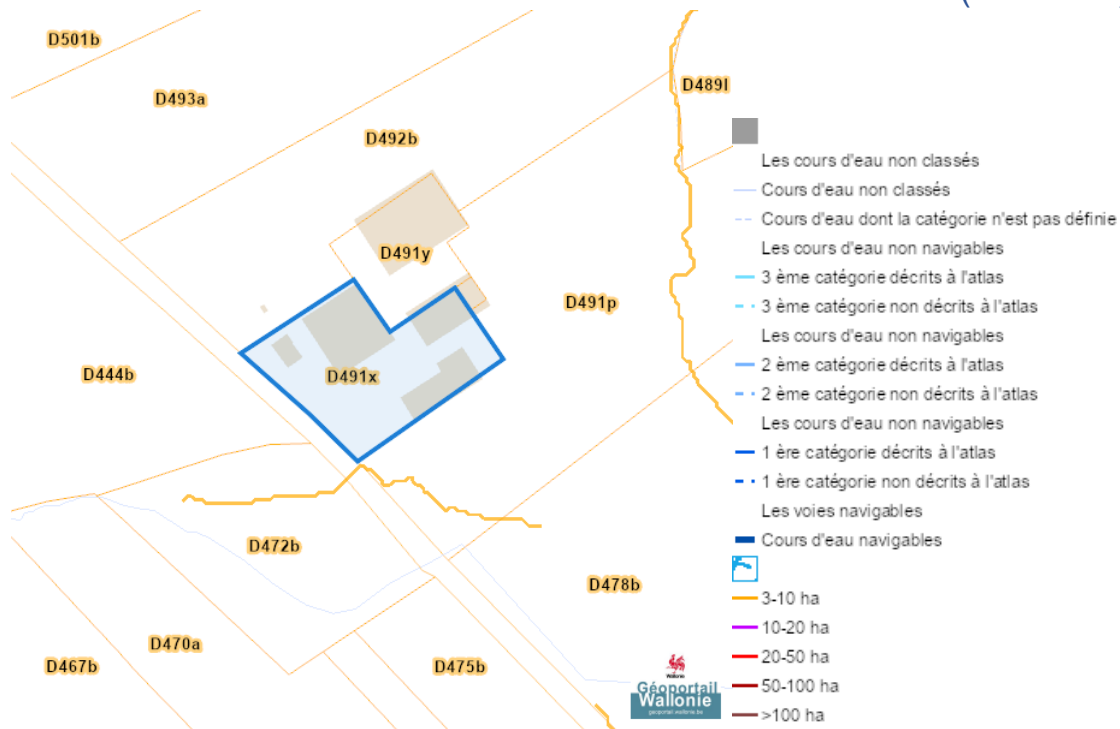 (
D501b
D493a
D489l
D492b
D491y
D491p
D444b
D491x
D472b
D478b
D470a
D467b
D475b
Wallonie
Géoportail
Wallonie
geoportail.wallonie.be
Les cours d'eau non classés
Cours d'eau non classés
Cours d'eau dont la catégorie n'est pas définie
Les cours d'eau non navigables
3 ème catégorie décrits à l'atlas
3 ème catégorie non décrits à l'atlas
Les cours d'eau non navigables
2 ème catégorie décrits à l'atlas
2 ème catégorie non décrits à l'atlas
Les cours d'eau non navigables
1 ère catégorie décrits à l'atlas
1 ère catégorie non décrits à l'atlas
Les voies navigables
Cours d'eau navigables
3-10 ha
10-20 ha
20-50 ha
50-100 ha
>100 ha